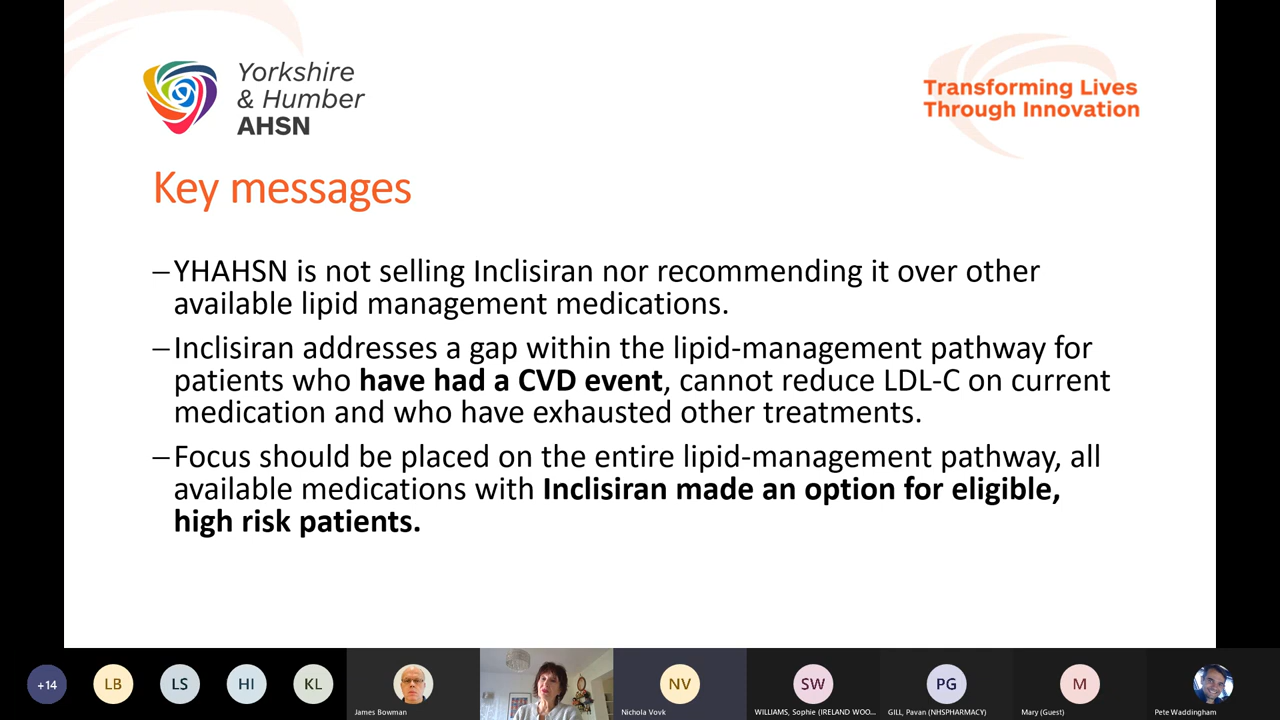 Yorkshire
& Humber
AHSN
Transforming Lives
Through Innovation
Key messages
–YHAHSN is not selling Inclisiran nor recommending it over other
available lipid management medications.
–Inclisiran addresses a gap within the lipid-management pathway for
patients who have had a CVD event, cannot reduce LDL-C on current
medication and who have exhausted other treatments.
–Focus should be placed on the entire lipid-management pathway, all
available medications with Inclisiran made an option for eligible,
high risk patients.
+14
LB
LS
HI
KL
James Bowman
NV
Nichola Vovk
SW
WILLIAMS, Sophie (IRELAND WOO...
PG
GILL, Pavan (NHSPHARMACY)
M
Mary (Guest)
Pete Waddingham